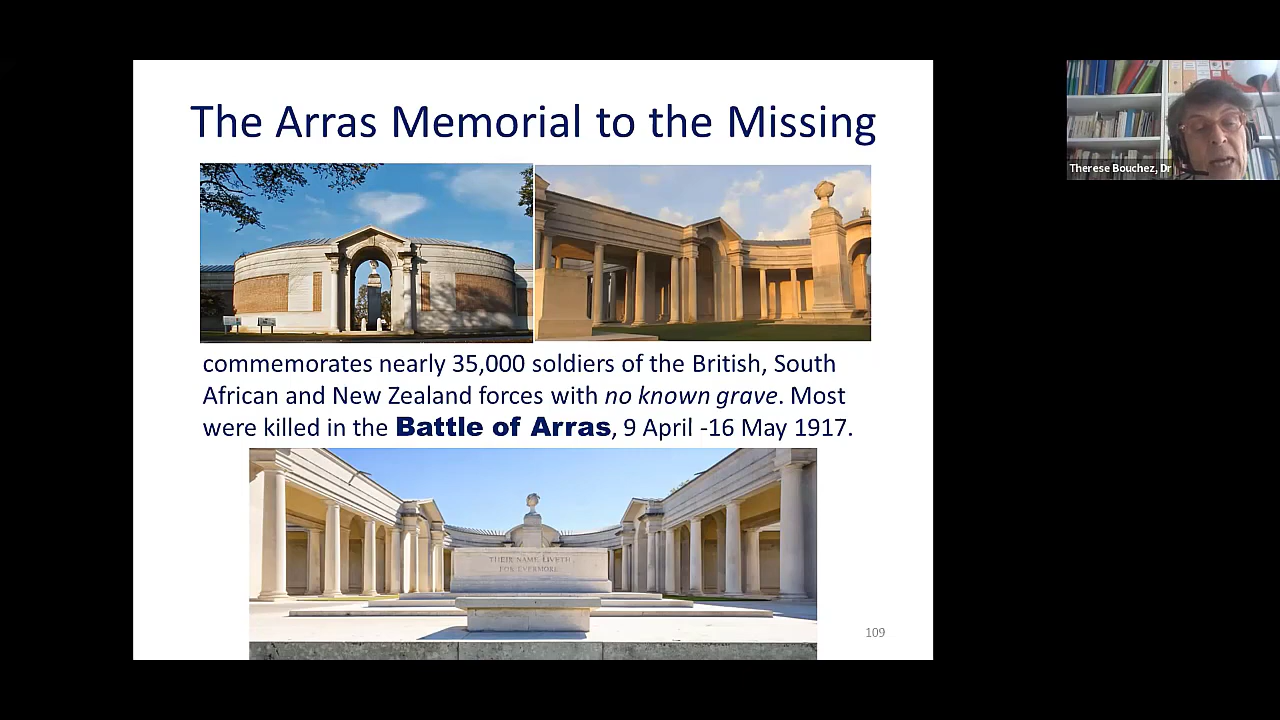 The Arras Memorial to the Missing
Therese Bouchez, Dr
commemorates nearly 35,000 soldiers of the British, South
African and New Zealand forces with no known grave. Most
were killed in the Battle of Arras, 9 April -16 May 1917.
THEIR NAME LIVETH
FOR EVERMORE
109